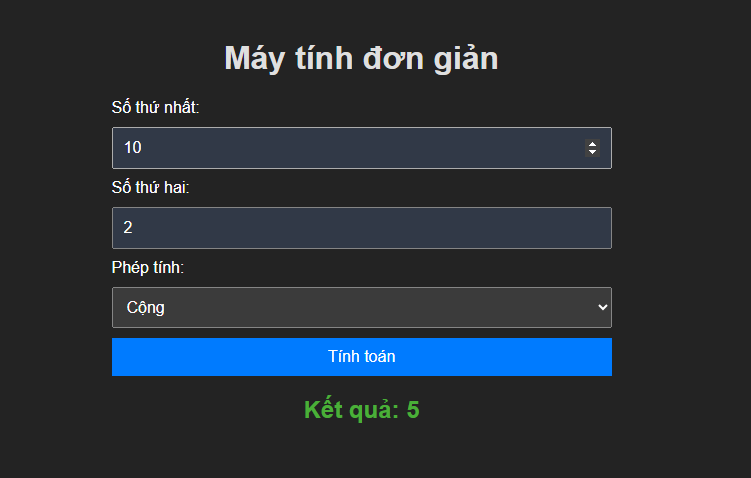 Máy tính đơn giản
Số thứ nhất:
10
Số thứ hai:
2
Phép tính:
Cộng
Tính toán
Kết quả: 5